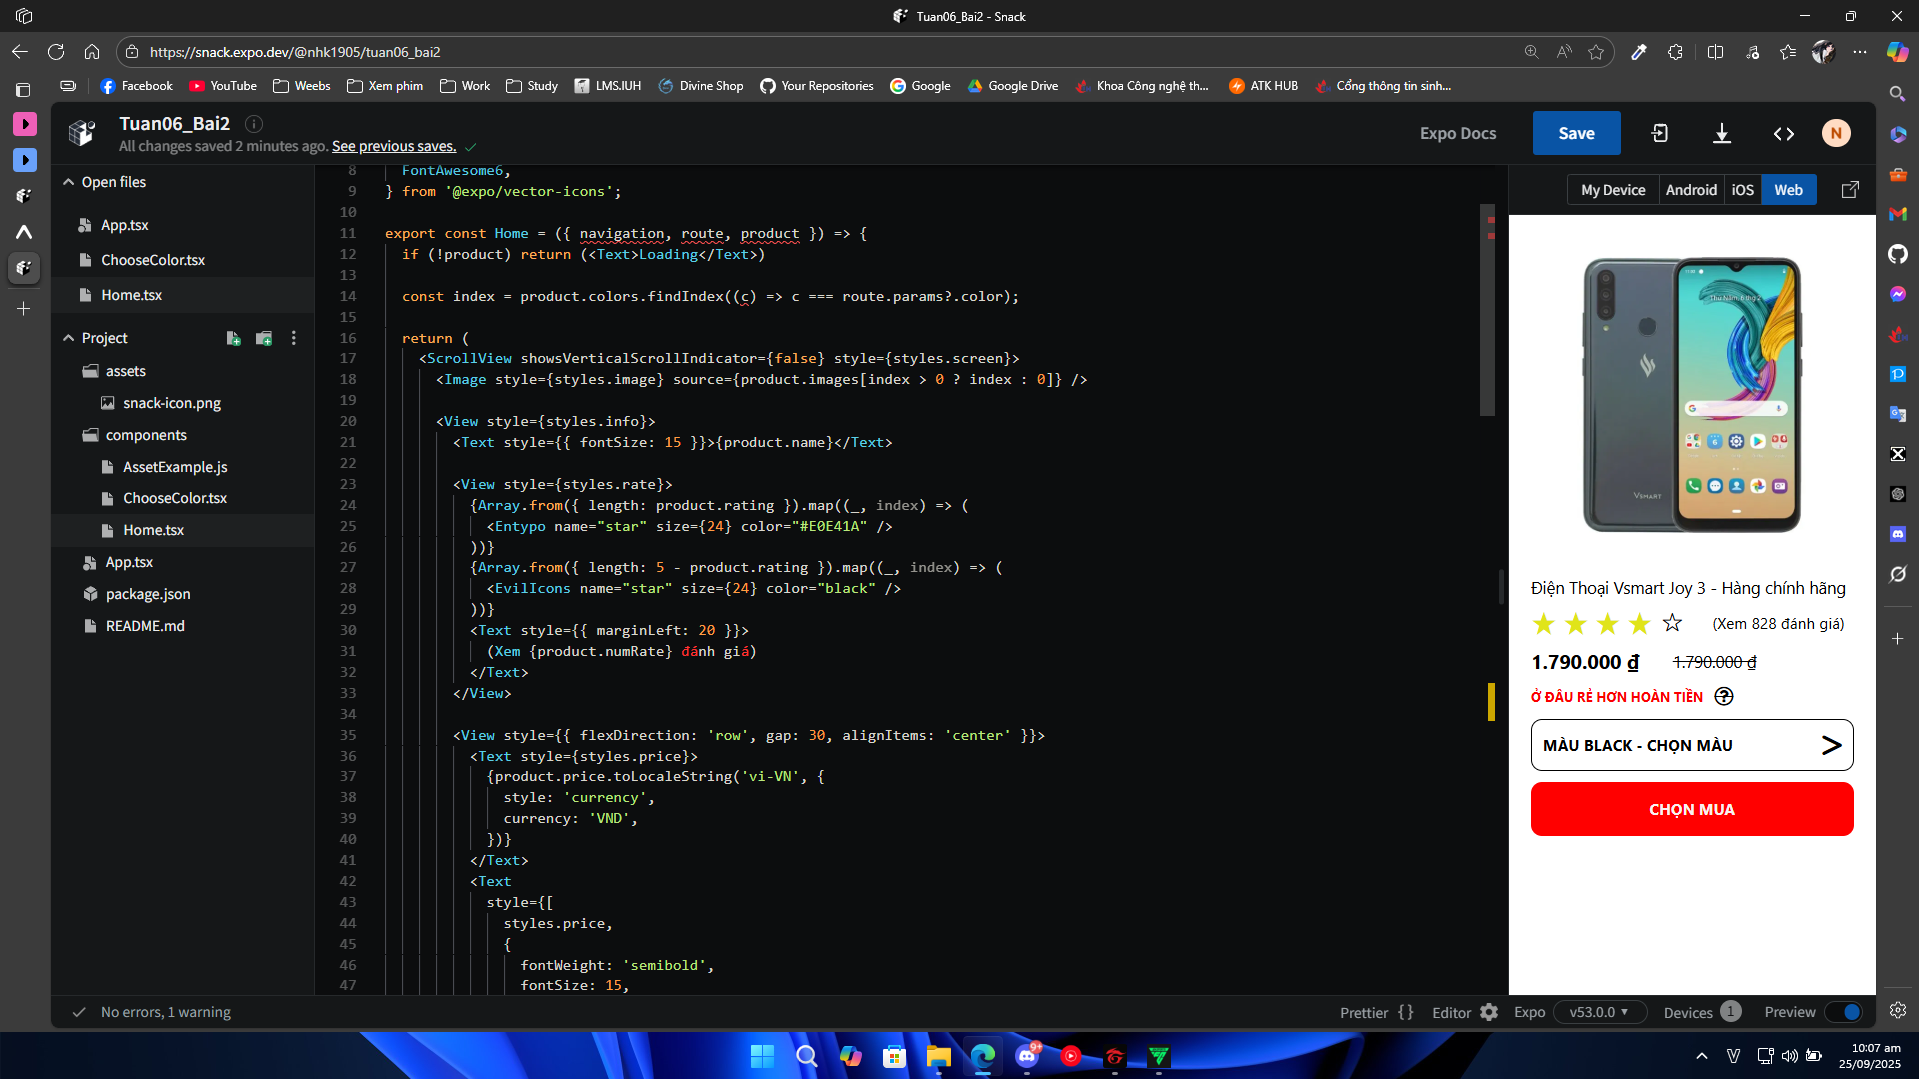 Tuan06_Bai2 - Snack
https://snack.expo.dev/@nhk1905/tuan06_bai2
Facebook
YouTube
Weebs
Xem phim
Work
Study
LMS.IUH
Divine Shop
Your Repositories
Google
Google Drive
Khoa Công nghệ th...
ATK HUB
Cổng thông tin sinh...
Tuan06_Bai2
All changes saved 2 minutes ago. See previous saves.
Expo Docs
Save
N
Open files
App.tsx
ChooseColor.tsx
Home.tsx
Project
assets
snack-icon.png
components
AssetExample.js
ChooseColor.tsx
Home.tsx
App.tsx
package.json
README.md
8 FontAwesome6,
9 } from '@expo/vector-icons';
10
11 export const Home = ({ navigation, route, product }) => {
12 if (!product) return (<Text>Loading</Text>)
13
14 const index = product.colors.findIndex((c) => c === route.params?.color);
15
16 return (
17 <ScrollView showsVerticalScrollIndicator={false} style={styles.screen}>
18 <Image style={styles.image} source={product.images[index > 0 ? index : 0]} />
19
20 <View style={styles.info}>
21 <Text style={{ fontSize: 15 }}>{product.name}</Text>
22
23 <View style={styles.rate}>
24 {Array.from({ length: product.rating }).map((_, index) => (
25 <Entypo name="star" size={24} color="#E0E41A" />
26 ))}
27 {Array.from({ length: 5 - product.rating }).map((_, index) => (
28 <EvilIcons name="star" size={24} color="black" />
29 ))}
30 <Text style={{ marginLeft: 20 }}>
31 (Xem {product.numRate} đánh giá)
32 </Text>
33 </View>
34
35 <View style={{ flexDirection: 'row', gap: 30, alignItems: 'center' }}>
36 <Text style={styles.price}>
37 {product.price.toLocaleString('vi-VN', {
38 style: 'currency',
39 currency: 'VND',
40 })}
41 </Text>
42 <Text
43 style={[
44 styles.price,
45 {
46 fontWeight: 'semibold',
47 fontSize: 15,
My Device
Android
iOS
Web
Vsmart
Điện Thoại Vsmart Joy 3 - Hàng chính hãng
(Xem 828 đánh giá)
1.790.000 ₫ 1.790.000 ₫
Ở ĐÂU RẺ HƠN HOÀN TIỀN
MÀU BLACK - CHỌN MÀU
CHỌN MUA
No errors, 1 warning
Prettier { }
Editor
Expo
v53.0.0
Devices 1
Preview
9+
V
10:07 am
25/09/2025